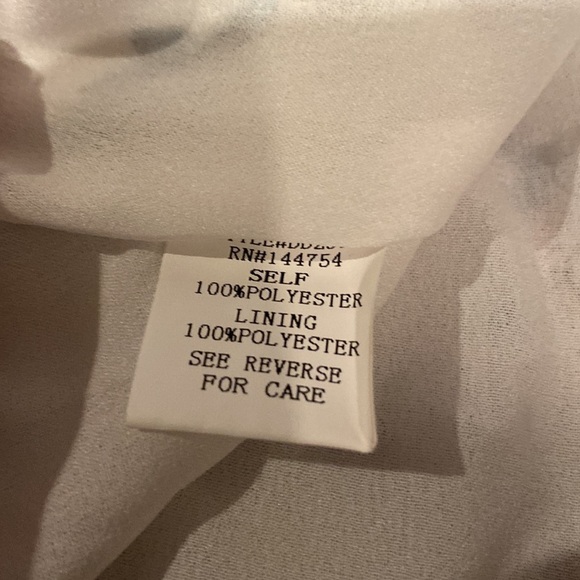 RN#144754
SELF
100%POLYESTER
LINING
100%POLYESTER
SEE REVERSE
FOR CARE